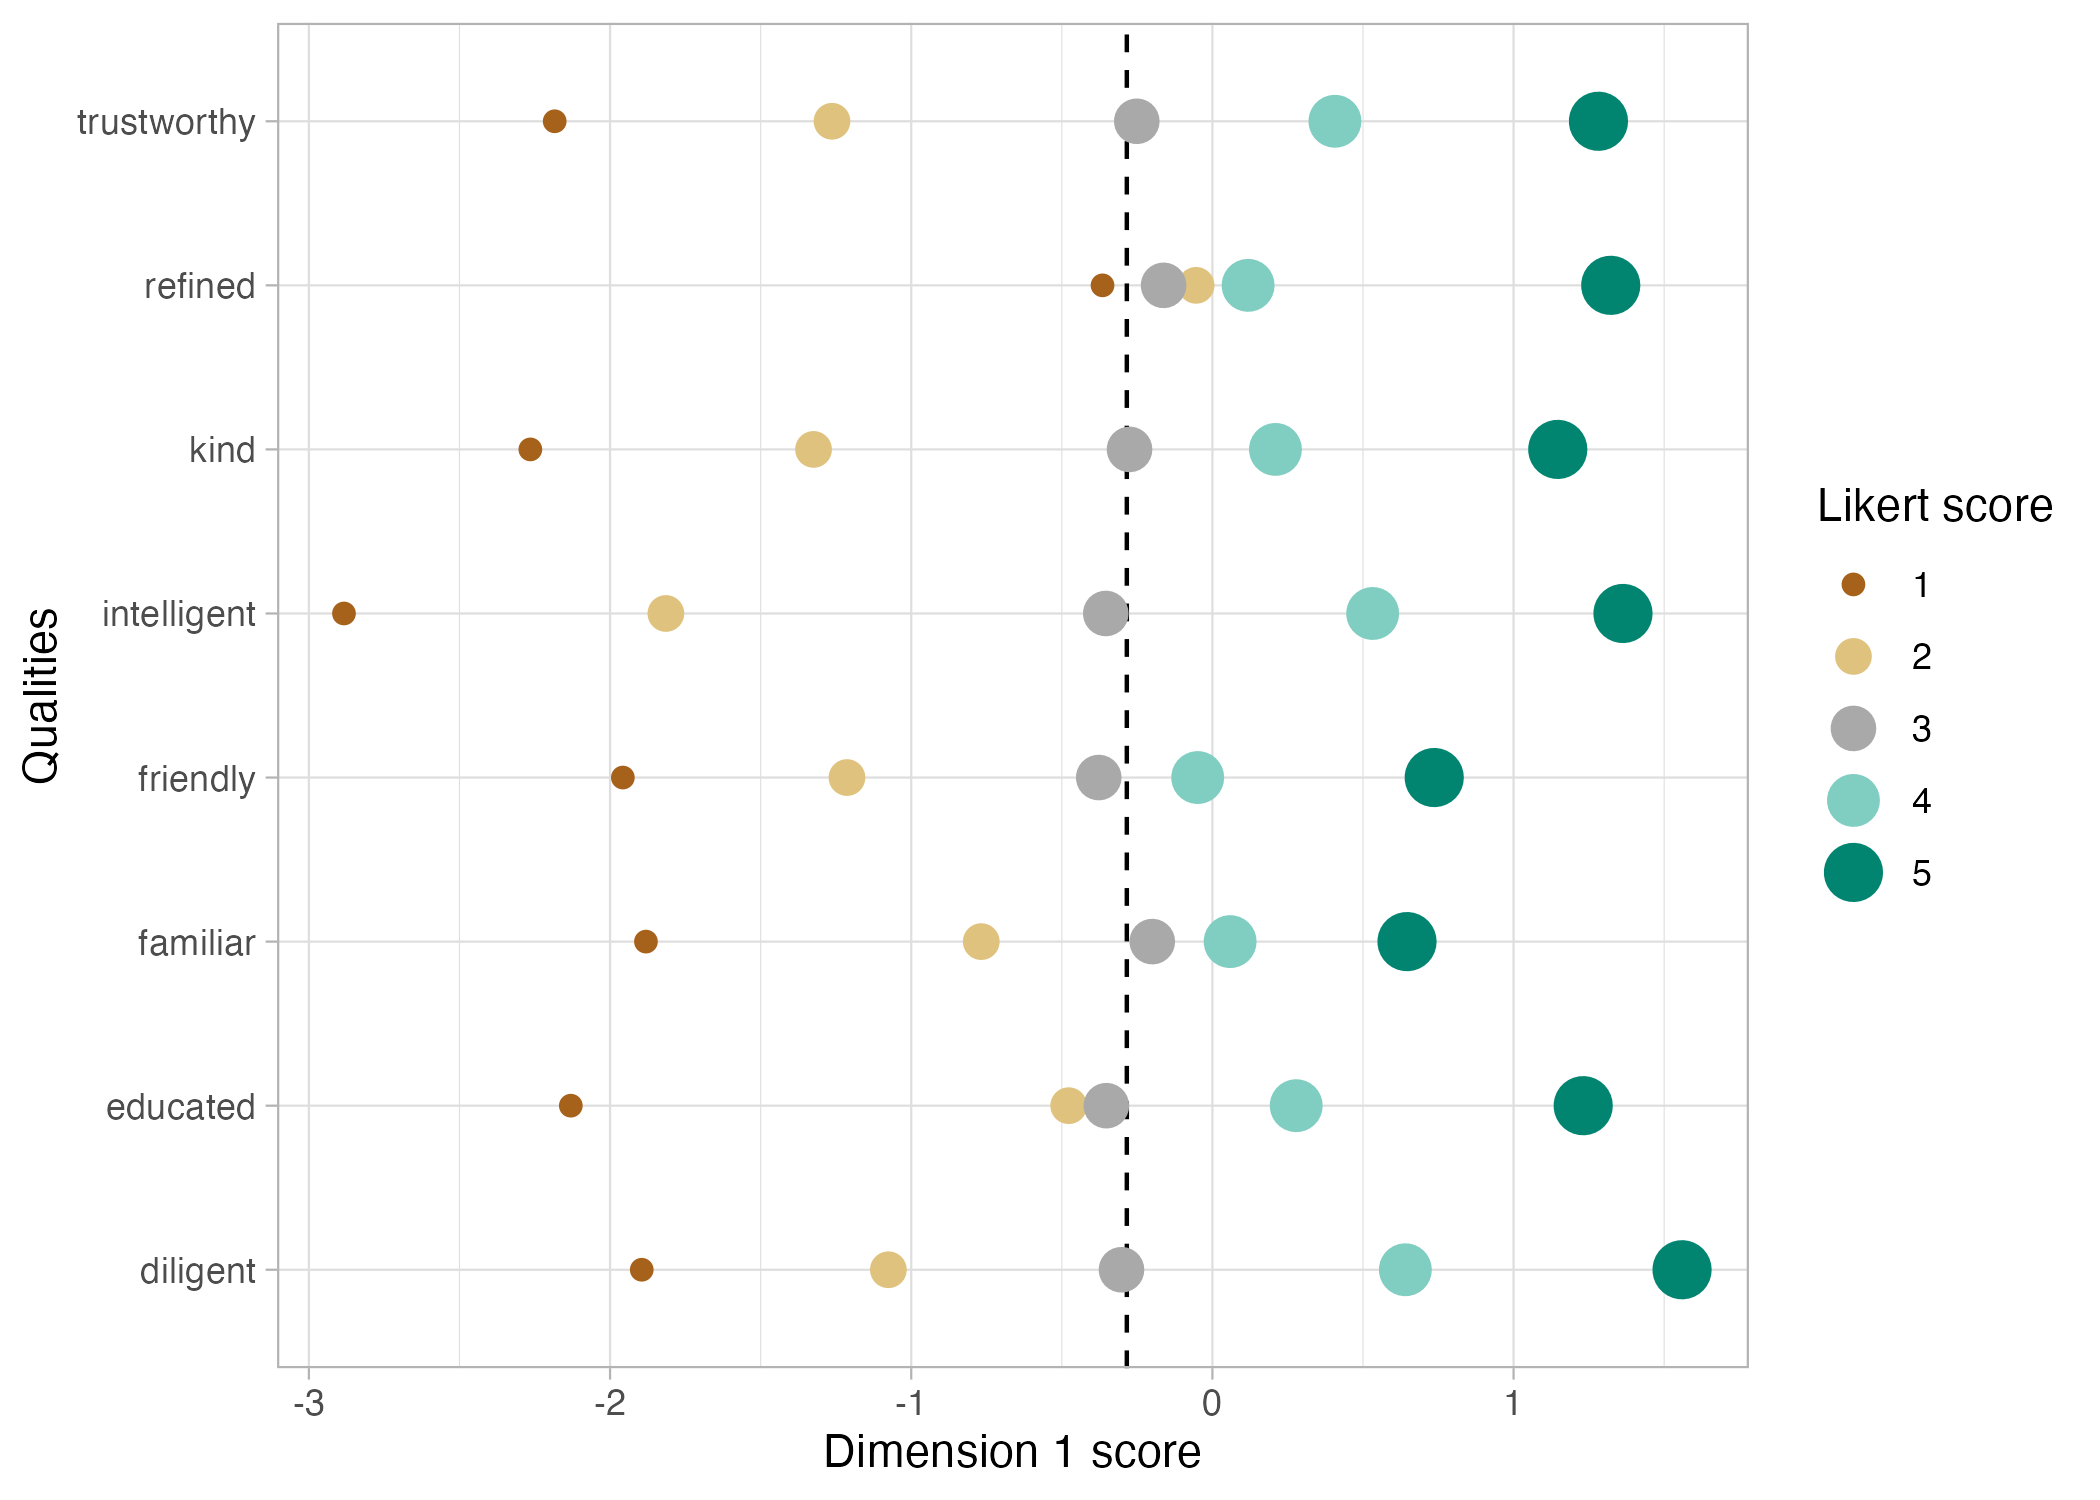 trustworthy
refined
kind
intelligent
friendly
familiar
educated
diligent
Qualities
-3 -2 -1 0 1
Dimension 1 score
Likert score
1
2
3
4
5